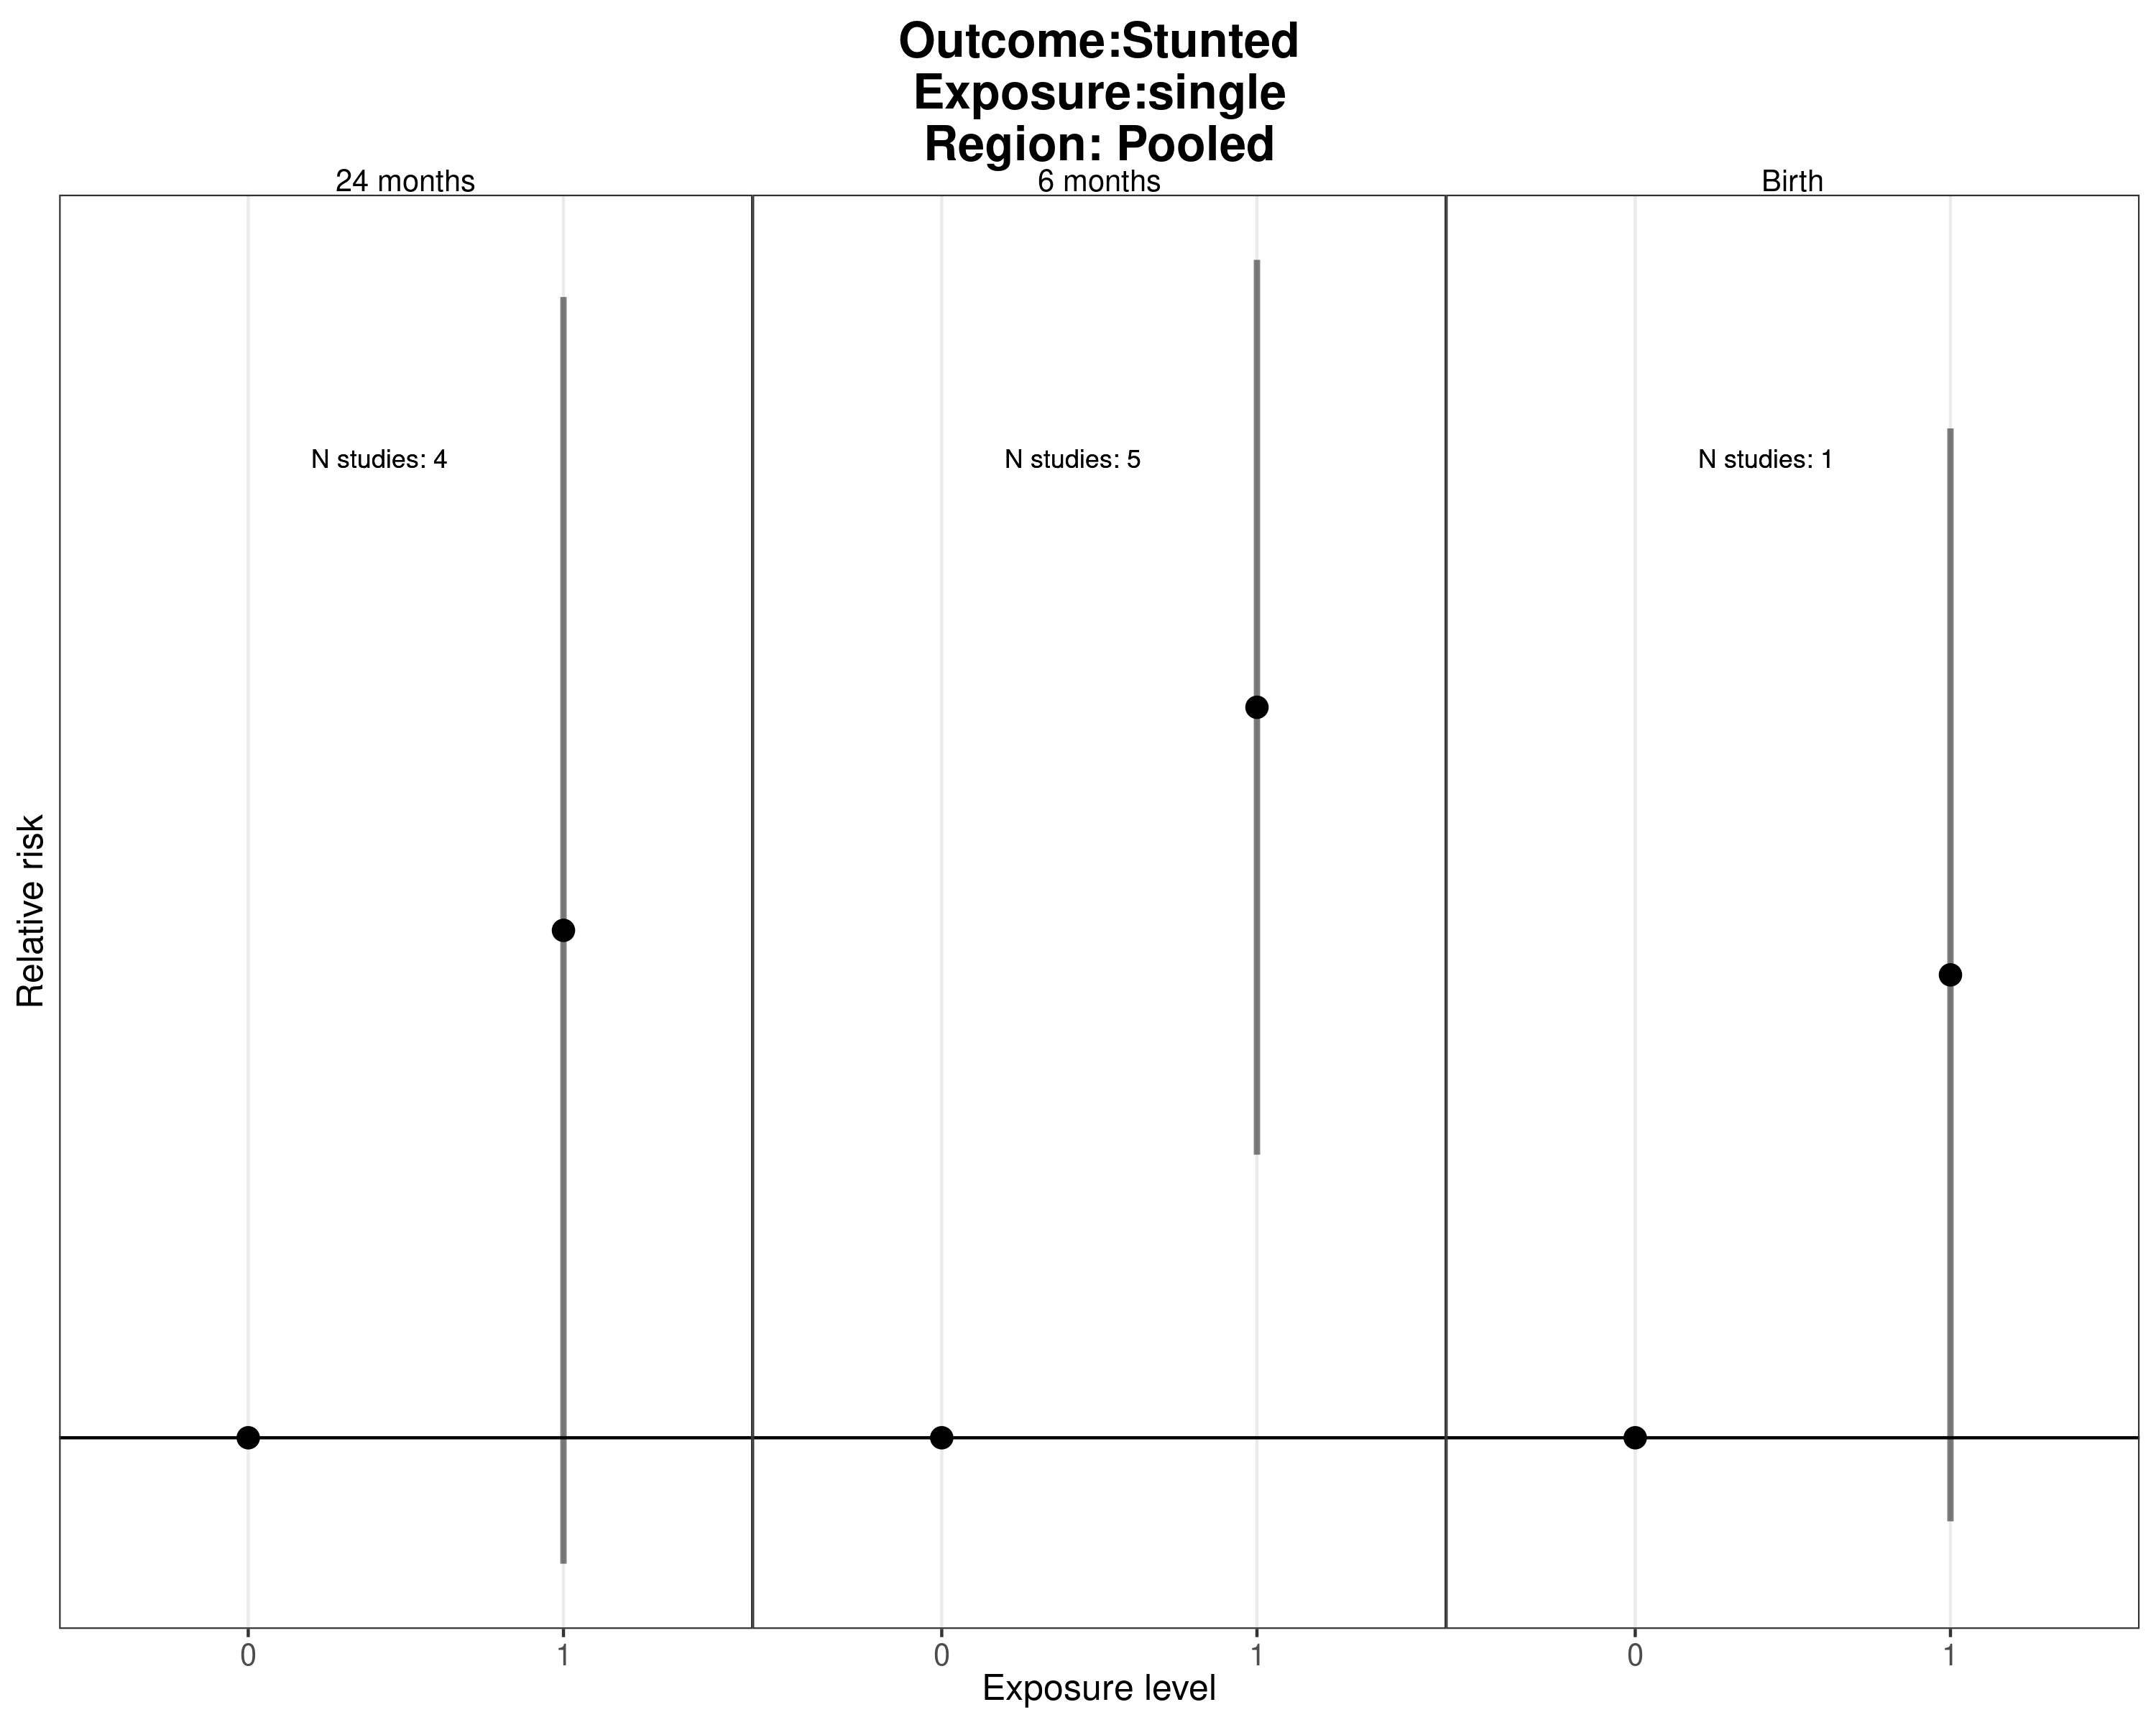 Outcome:Stunted
Exposure:single
Region: Pooled
24 months
6 months
Birth
N studies: 4
N studies: 5
N studies: 1
Relative risk
0
1
0
1
0
1
Exposure level